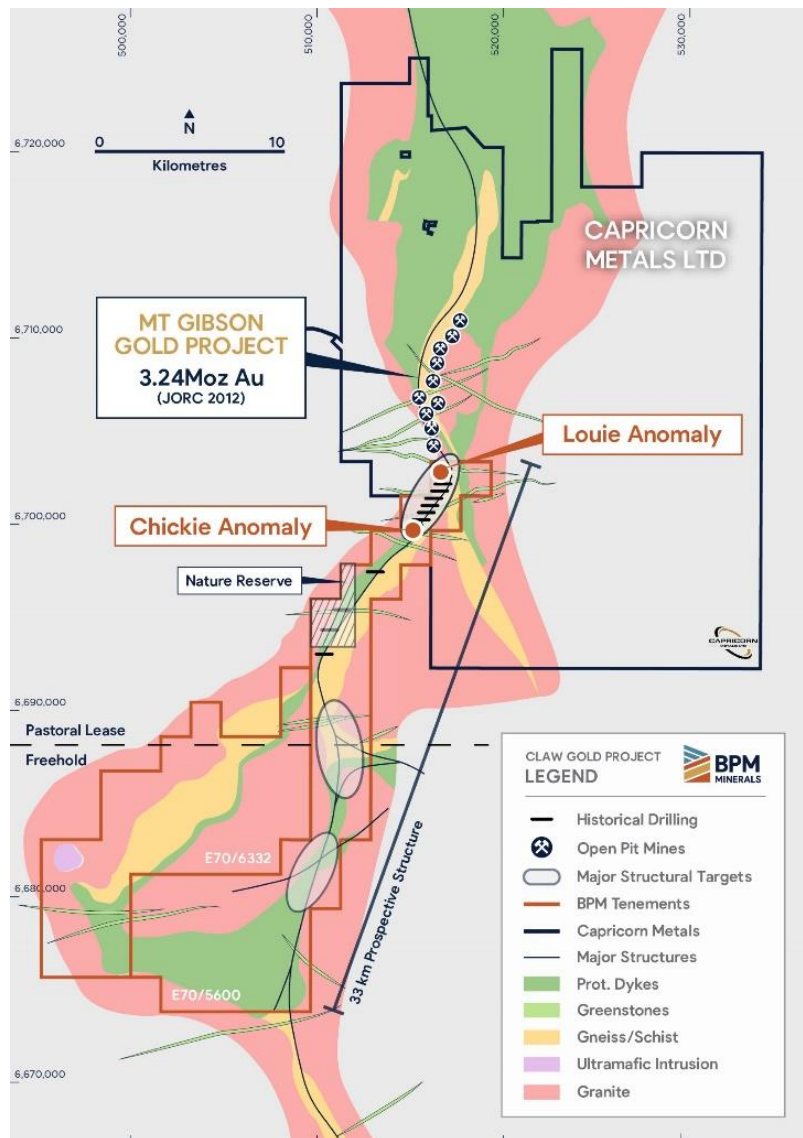 500,000
510,000
520,000
530,000
6,720,000
N
0 10
Kilometres
CAPRICORN
METALS LTD
6,710,000
MT GIBSON
GOLD PROJECT
3.24Moz Au
(JORC 2012)
Louie Anomaly
6,700,000
Chickie Anomaly
Nature Reserve
CAPRICORN
METALS LTD
6,690,000
Pastoral Lease
Freehold
33 km Prospective Structure
E70/6332
6,680,000
E70/5600
6,670,000
CLAW GOLD PROJECT
LEGEND
BPM
MINERALS
Historical Drilling
Open Pit Mines
Major Structural Targets
BPM Tenements
Capricorn Metals
Major Structures
Prot. Dykes
Greenstones
Gneiss/Schist
Ultramafic Intrusion
Granite